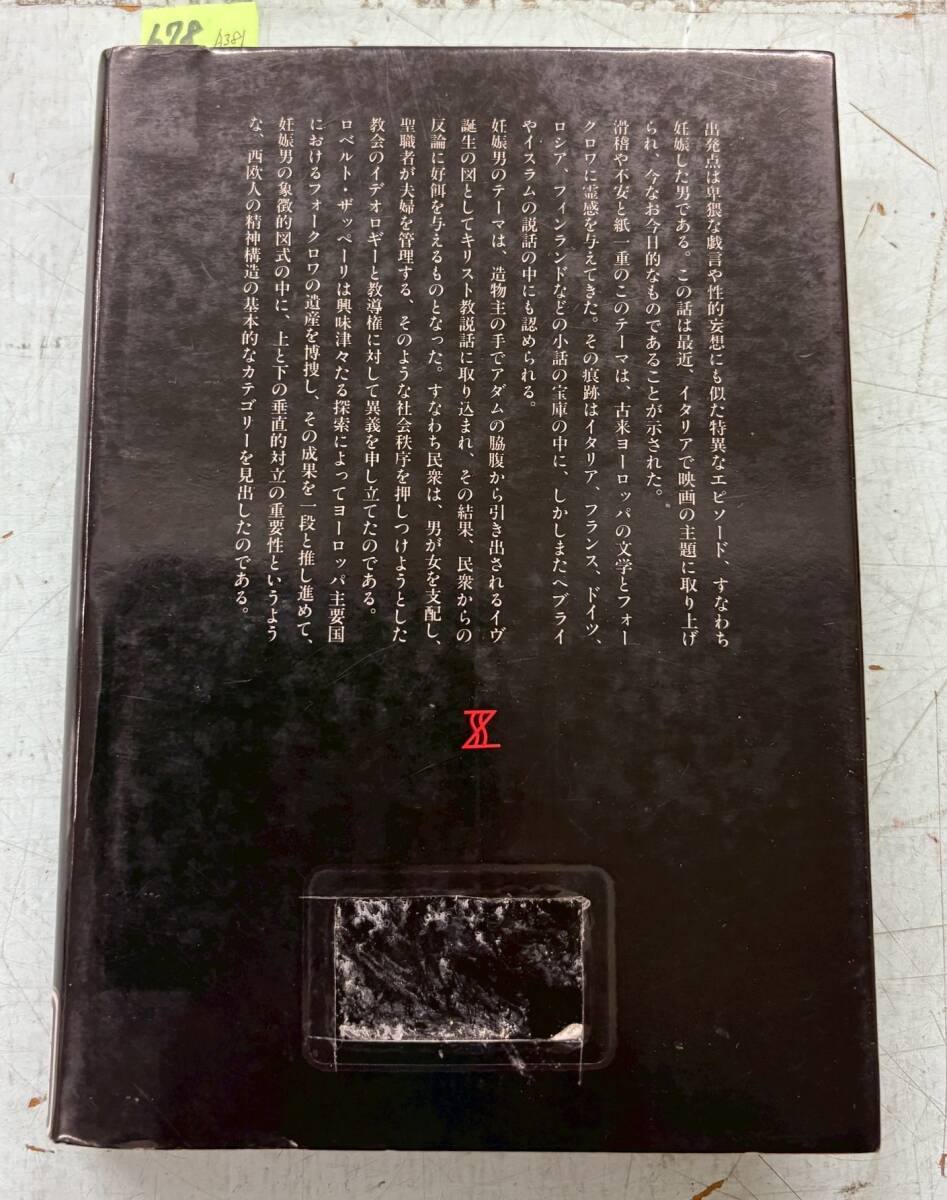 678 A381
出発点は卑猥な戯言や性的妄想にも似た特異なエピソード、すなわち
妊娠した男である。この話は最近、イタリアで映画の主題に取り上げ
られ、今なお今日的なものであることが示された。
滑稽や不安と紙一重のこのテーマは、古来ヨーロッパの文学とフォー
クロワに霊感を与えてきた。その痕跡はイタリア、フランス、ドイツ、
ロシア、フィンランドなどの小話の宝庫の中に、しかしまたヘブライ
やイスラムの説話の中にも認められる。
妊娠男のテーマは、造物主の手でアダムの脇腹から引き出されるイヴ
誕生の図としてキリスト教説話に取り込まれ、その結果、民衆からの
反論に好餌を与えるものとなった。すなわち民衆は、男が女を支配し、
聖職者が夫婦を管理する、そのような社会秩序を押しつけようとした
教会のイデオロギーと教導権に対して異義を申し立てたのである。
ロベルト・ザッペーリは興味津々たる探索によってヨーロッパ主要国
におけるフォークロワの遺産を博捜し、その成果を一段と推し進めて、
妊娠男の象徴的図式の中に、上と下の垂直的対立の重要性というよう
な、西欧人の精神構造の基本的なカテゴリーを見出したのである。